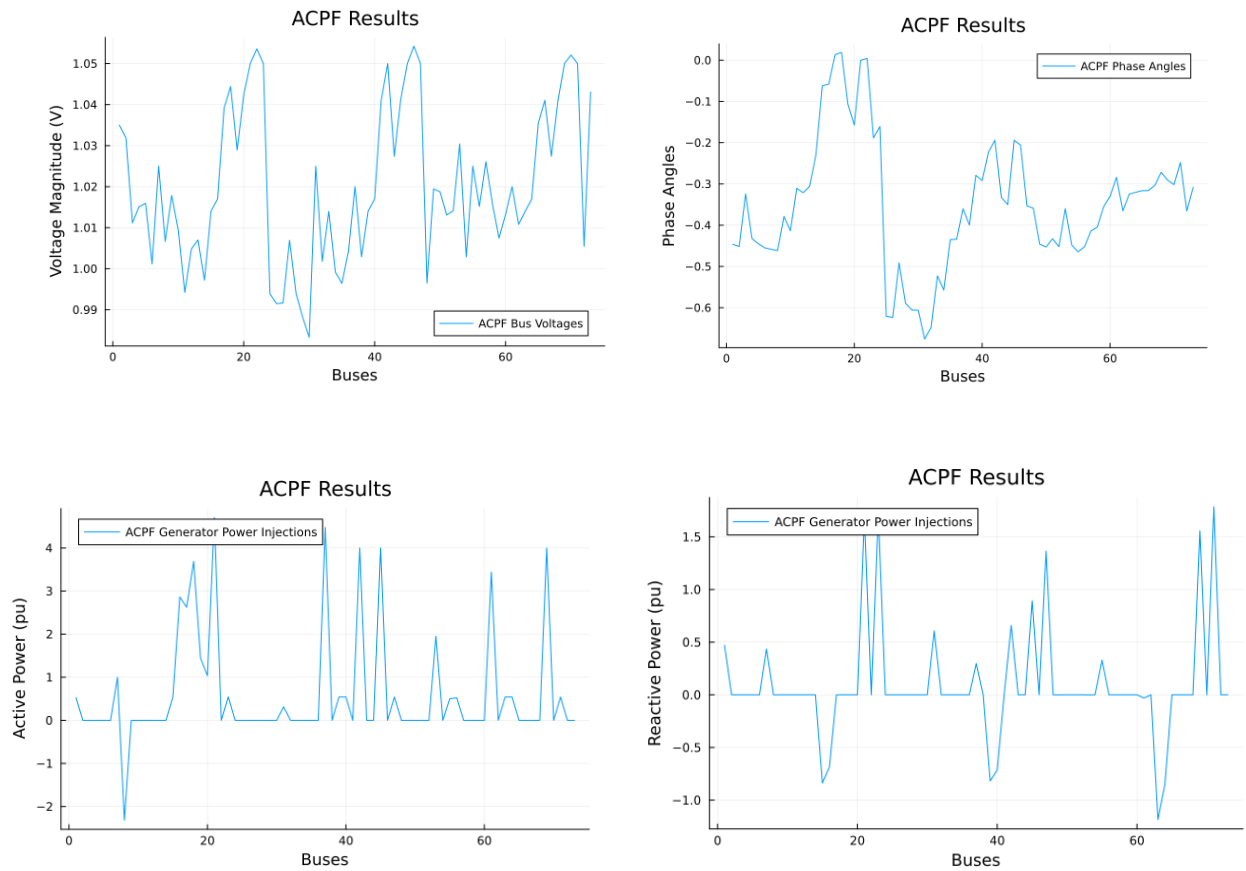 ACPF Results
Voltage Magnitude (V)
1.05
1.04
1.03
1.02
1.01
1.00
0.99
ACPF Bus Voltages
0
20
40
60
Buses
ACPF Results
Phase Angles
0.0
−0.1
−0.2
−0.3
−0.4
−0.5
−0.6
ACPF Phase Angles
0
20
40
60
Buses
ACPF Results
Active Power (pu)
4
3
2
1
0
−1
−2
ACPF Generator Power Injections
0
20
40
60
Buses
ACPF Results
Reactive Power (pu)
1.5
1.0
0.5
0.0
−0.5
−1.0
ACPF Generator Power Injections
0
20
40
60
Buses